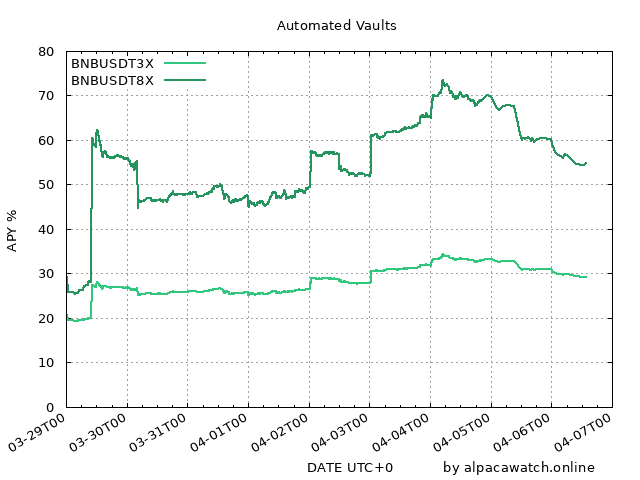 Automated Vaults
BNBUSDT3X
BNBUSDT8X
APY %
80
70
60
50
40
30
20
10
0
03-29T00
03-30T00
03-31T00
04-01T00
04-02T00
04-03T00
04-04T00
04-05T00
04-06T00
04-07T00
DATE UTC+0
by alpacawatch.online